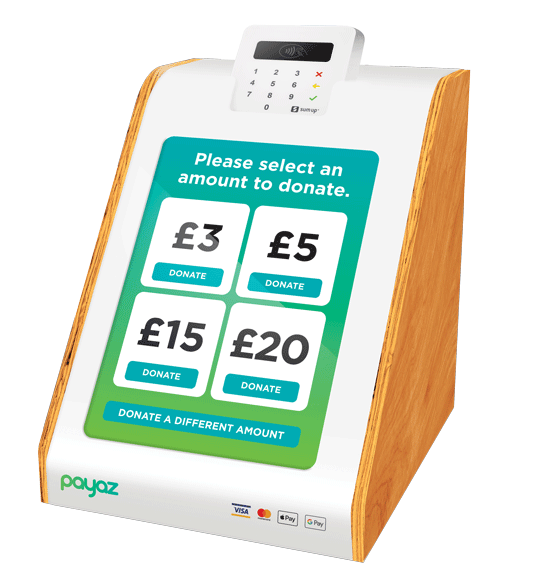 1 2 3
4 5 6
7 8 9
0 sumup
Please select an
amount to donate.
£3
DONATE
£5
DONATE
£15
DONATE
£20
DONATE
DONATE A DIFFERENT AMOUNT
payaz
VISA
Pay
G Pay